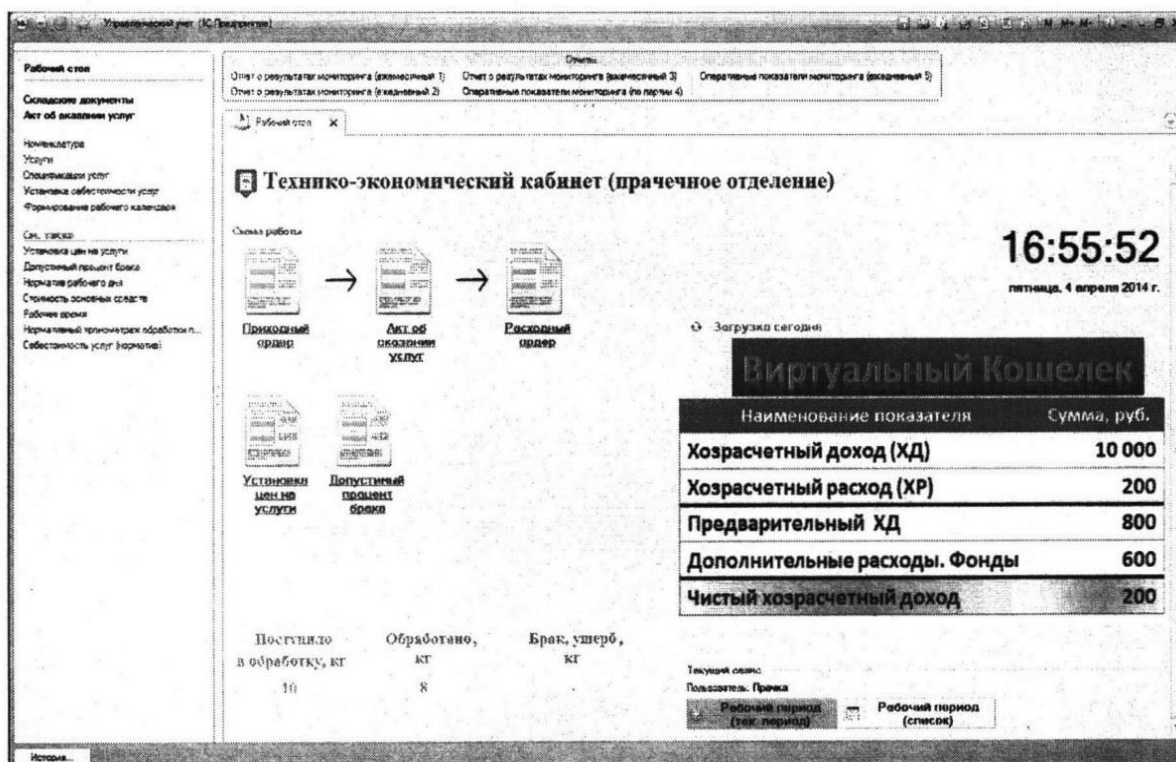 Управленческий учет (1С:Предприятие)
M M+ M-
Рабочий стол
Складские документы
Акт об оказании услуг
Номенклатура
Услуги
Спецификации услуг
Установка себестоимости услуг
Формирование рабочего календаря
См. также
Установка цен на услуги
Допустимый процент брака
Норматив рабочего дня
Стоимость основных средств
Рабочее время
Нормативный хронометраж обработки п...
Себестоимость услуг (норматив)
Отчеты
Отчет о результатах мониторинга (ежемесячный 1)
Отчет о результатах мониторинга (ежемесячный 3)
Оперативные показатели мониторинга (ежедневный 5)
Отчет о результатах мониторинга (ежедневный 2)
Оперативные показатели мониторинга (по партии 4)
Рабочий стол
Технико-экономический кабинет (прачечное отделение)
Схема работы
Приходный
ордер
Акт об
оказании
услуг
Расходный
ордер
Установка
цен на
услуги
Допустимый
процент
брака
16:55:52
пятница, 4 апреля 2014 г.
Загрузка сегодня
Виртуальный Кошелек
Наименование показателя Сумма, руб.
Хозрасчетный доход (ХД) 10 000
Хозрасчетный расход (ХР) 200
Предварительный ХД 800
Дополнительные расходы. Фонды 600
Чистый хозрасчетный доход 200
Поступило
в обработку, кг
10
Обработано,
кг
8
Брак, ущерб,
кг
Текущий сеанс
Пользователь: Прачка
Рабочий период
(тек. период)
Рабочий период
(список)
История...